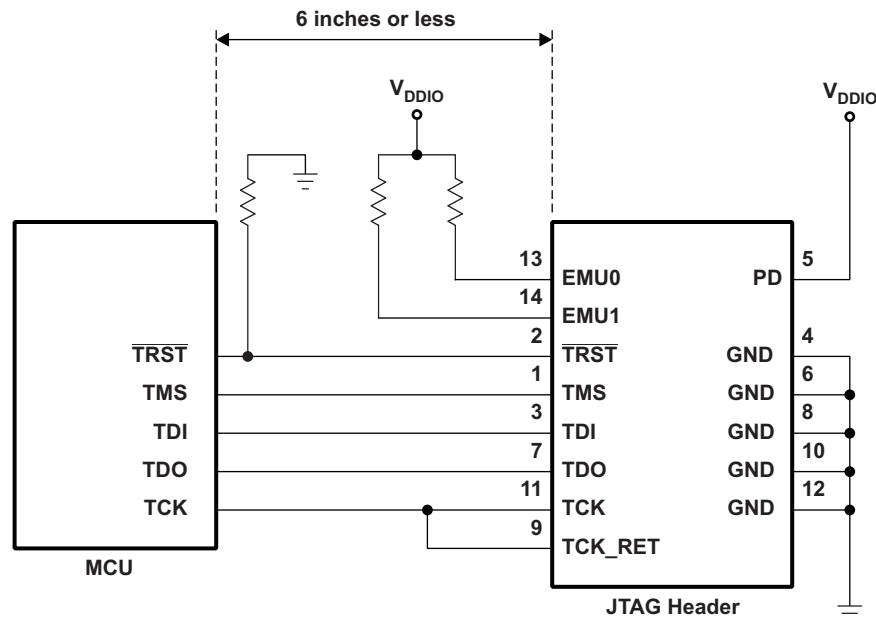 6 inches or less
VDDIO
VDDIO
13
EMU0
PD
5
14
EMU1
TRST
2
TRST
GND
4
TMS
1
TMS
GND
6
TDI
3
TDI
GND
8
TDO
7
TDO
GND
10
TCK
11
TCK
GND
12
9
TCK_RET
MCU
JTAG Header